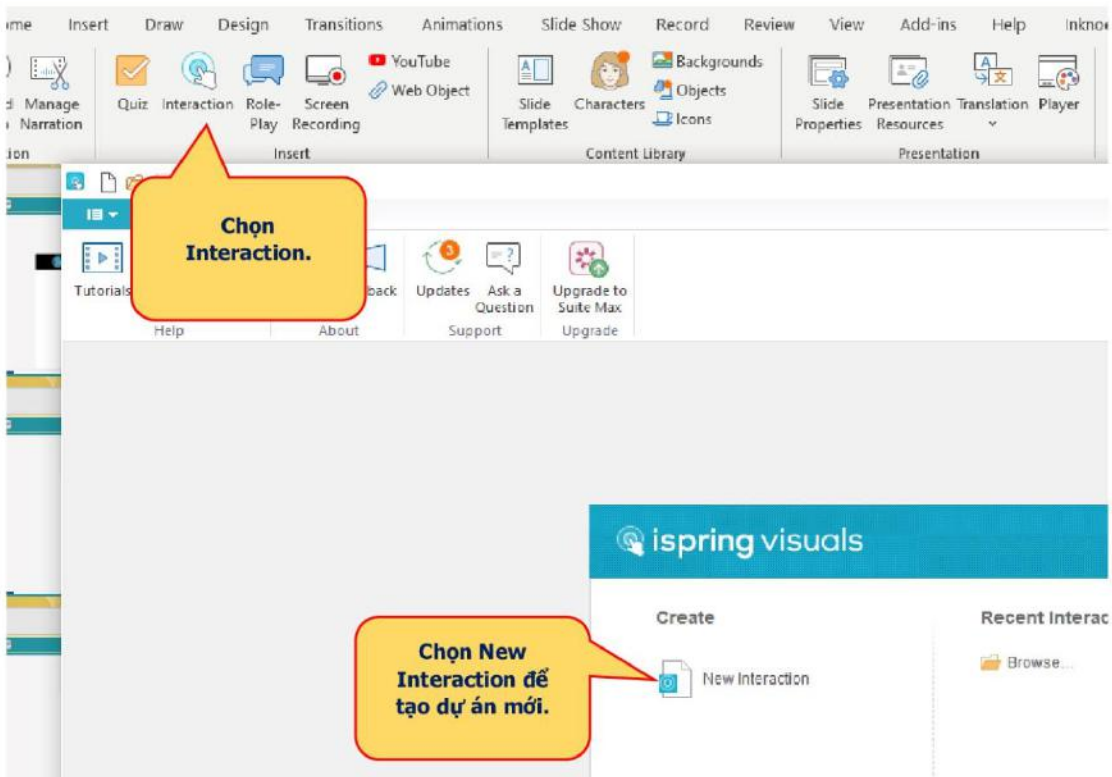 Insert Draw Design Transitions Animations Slide Show Record Review View Add-ins Help
Manage Narration
Quiz
Interaction
Role-Play
Screen Recording
YouTube
Web Object
Slide Templates
Characters
Backgrounds
Objects
Icons
Slide Properties
Presentation Resources
Translation
Player
Insert
Content Library
Presentation
Chọn
Interaction.
Tutorials
Updates
Ask a Question
Upgrade to Suite Max
Help
About
Support
Upgrade
3
ispring visuals
Create
Recent Interac
New Interaction
Browse...
Chọn New
Interaction để
tạo dự án mới.